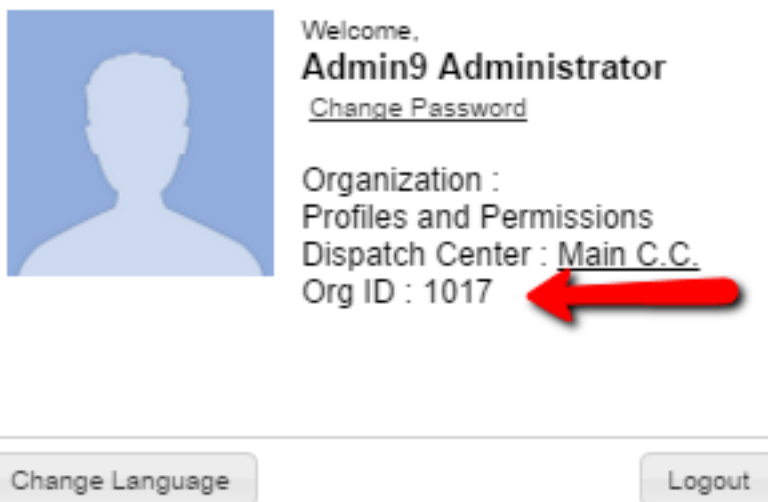 Welcome,
Admin9 Administrator
Change Password
Organization :
Profiles and Permissions
Dispatch Center : Main C.C.
Org ID : 1017
Change Language
Logout